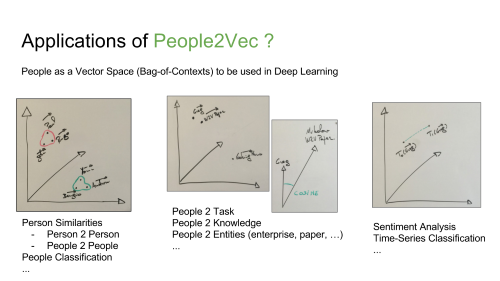 Applications of People2Vec ?
People as a Vector Space (Bag-of-Contexts) to be used in Deep Learning
W2V Paper
Person Similarities
- Person 2 Person
- People 2 People
People Classification
...
People 2 Task
People 2 Knowledge
People 2 Entities (enterprise, paper, …)
...
Sentiment Analysis
Time-Series Classification
...